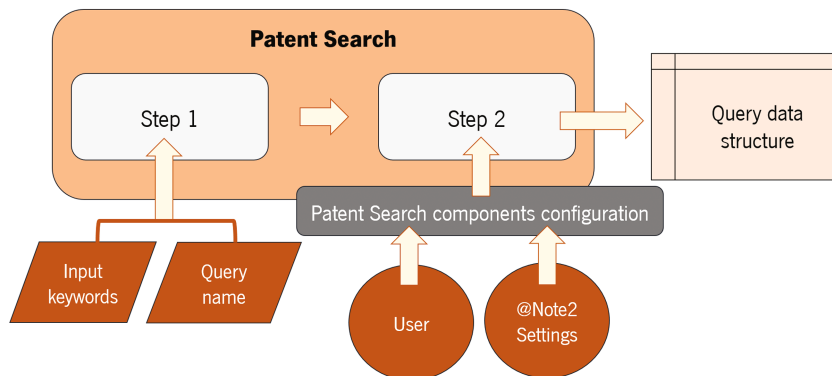 Patent Search
Step 1
Step 2
Query data
structure
Patent Search components configuration
Input
keywords
Query
name
User
@Note2
Settings